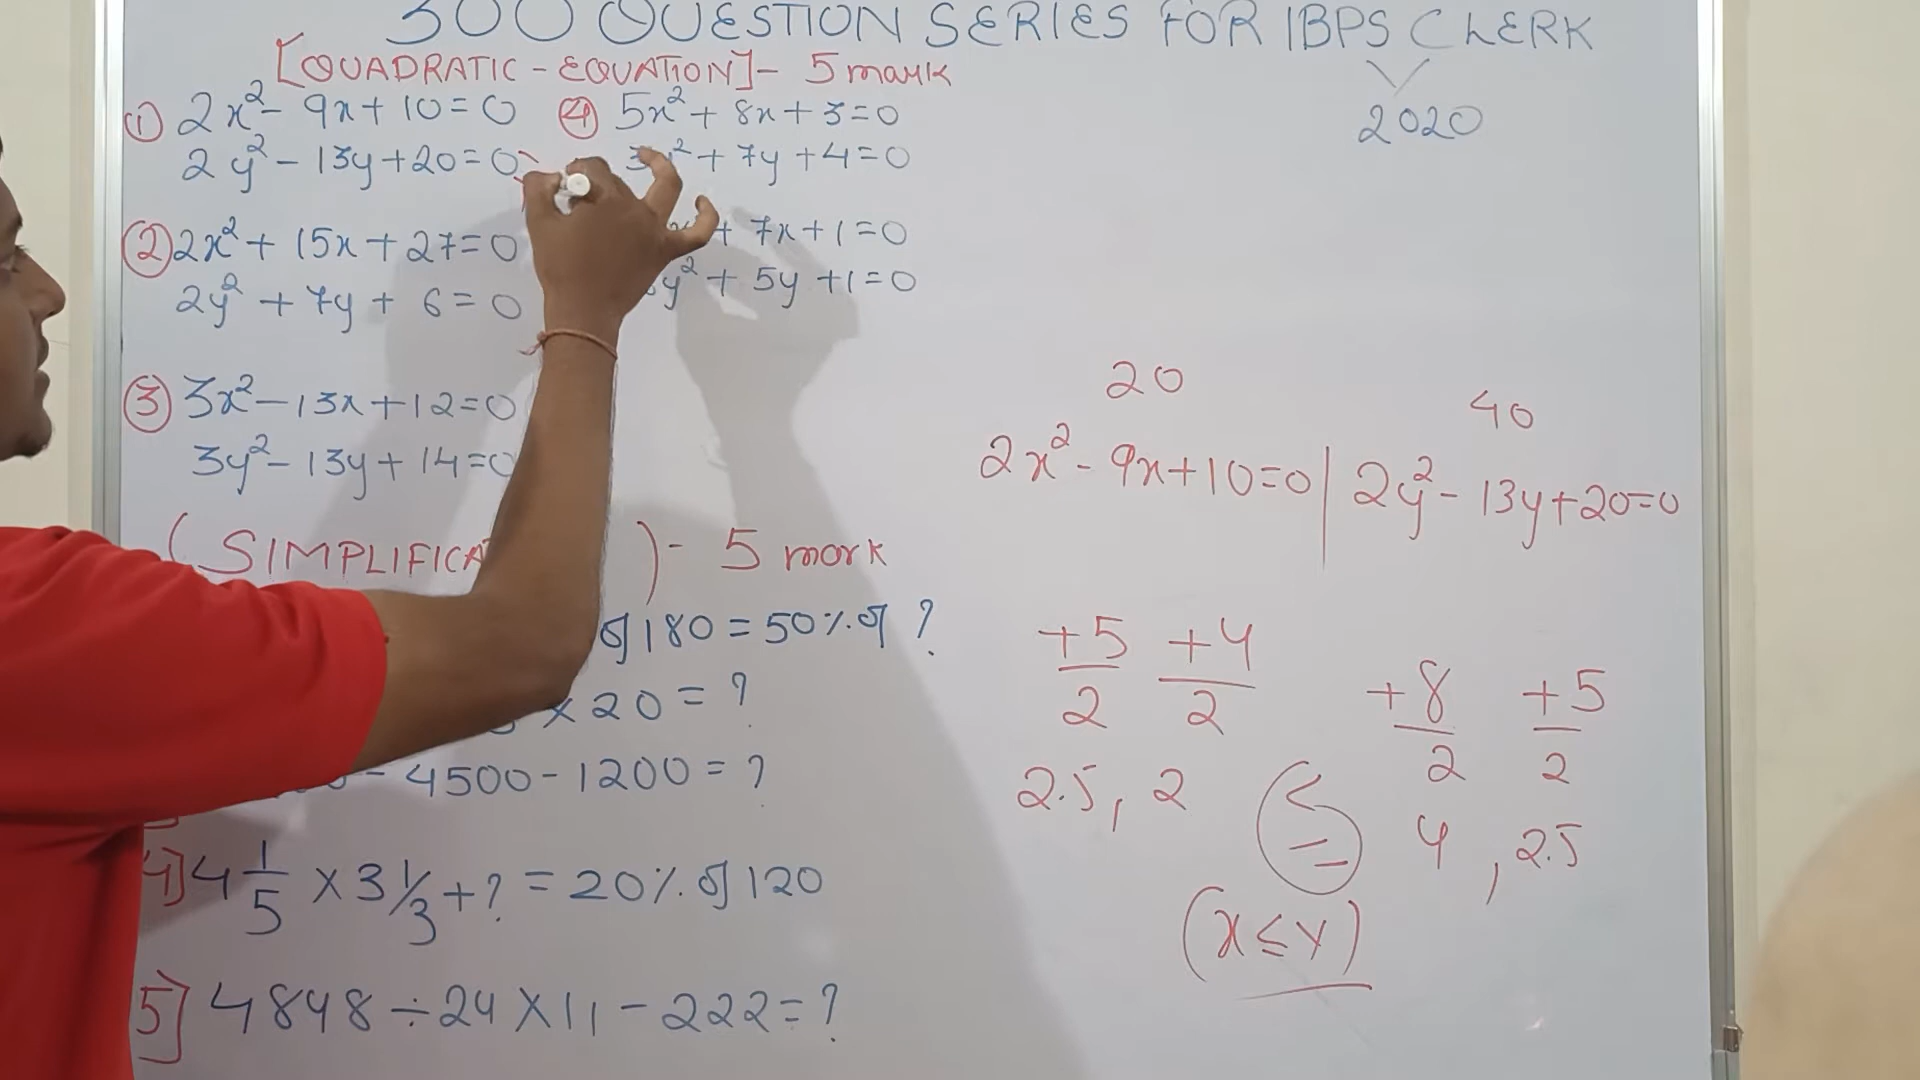 300 QUESTION SERIES FOR IBPS CLERK
2020
[QUADRATIC - EQUATION] - 5 mark
① 2x² - 9x + 10 = 0
2y² - 13y + 20 = 0
② 2x² + 15x + 27 = 0
2y² + 7y + 6 = 0
③ 3x² - 13x + 12 = 0
3y² - 13y + 14 = 0
④ 5x² + 8x + 3 = 0
3y² + 7y + 4 = 0
+ 7x + 1 = 0
y² + 5y + 1 = 0
) - 5 mark
of 180 = 50% of ?
× 20 = ?
- 4500 - 1200 = ?
4] 4 1/5 × 3 1/3 + ? = 20% of 120
5] 4848 ÷ 24 × 11 - 222 = ?
20
40
2x² - 9x + 10 = 0 | 2y² - 13y + 20 = 0
+5/2 +4/2
+8/2 +5/2
2.5, 2
< =
4, 2.5
(x ≤ y)